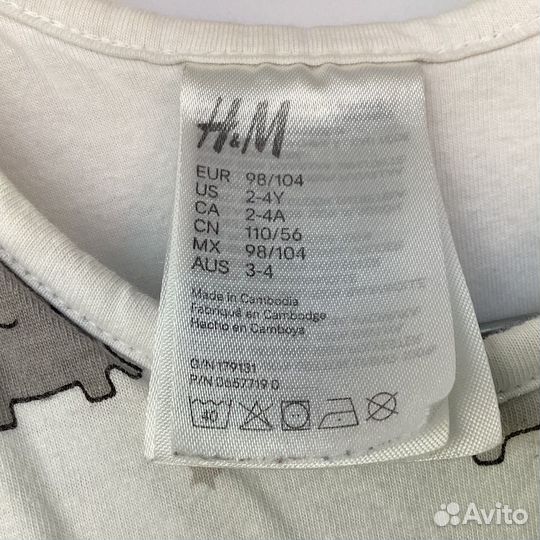 H&M
EUR 98/104
US 2-4Y
CA 2-4A
CN 110/56
MX 98/104
AUS 3-4
Made in Cambodia
Fabriqué en Cambodge
Hecho en Camboya
O/N 179131
P/N 0657719 0
40
Avito